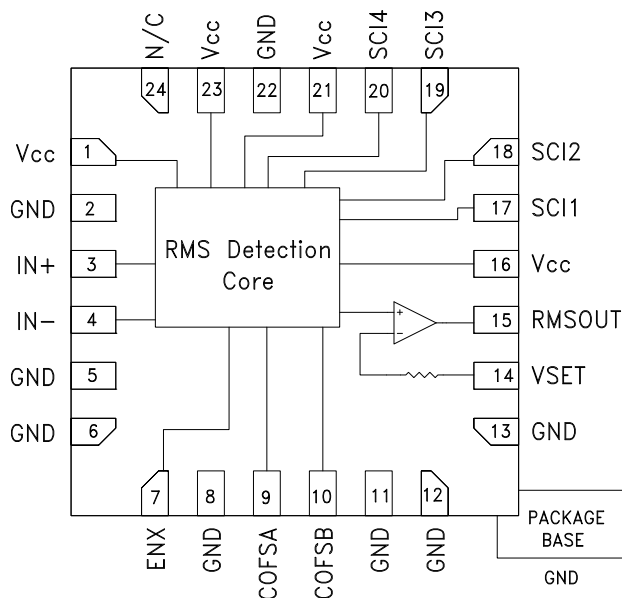 N/C
Vcc
GND
Vcc
SCI4
SCI3
24
23
22
21
20
19
Vcc
1
18
SCI2
GND
2
17
SCI1
IN+
3
RMS Detection
Core
16
Vcc
IN-
4
+
-
15
RMSOUT
GND
5
14
VSET
GND
6
13
GND
7
8
9
10
11
12
ENX
GND
COFSA
COFSB
GND
GND
PACKAGE
BASE
GND